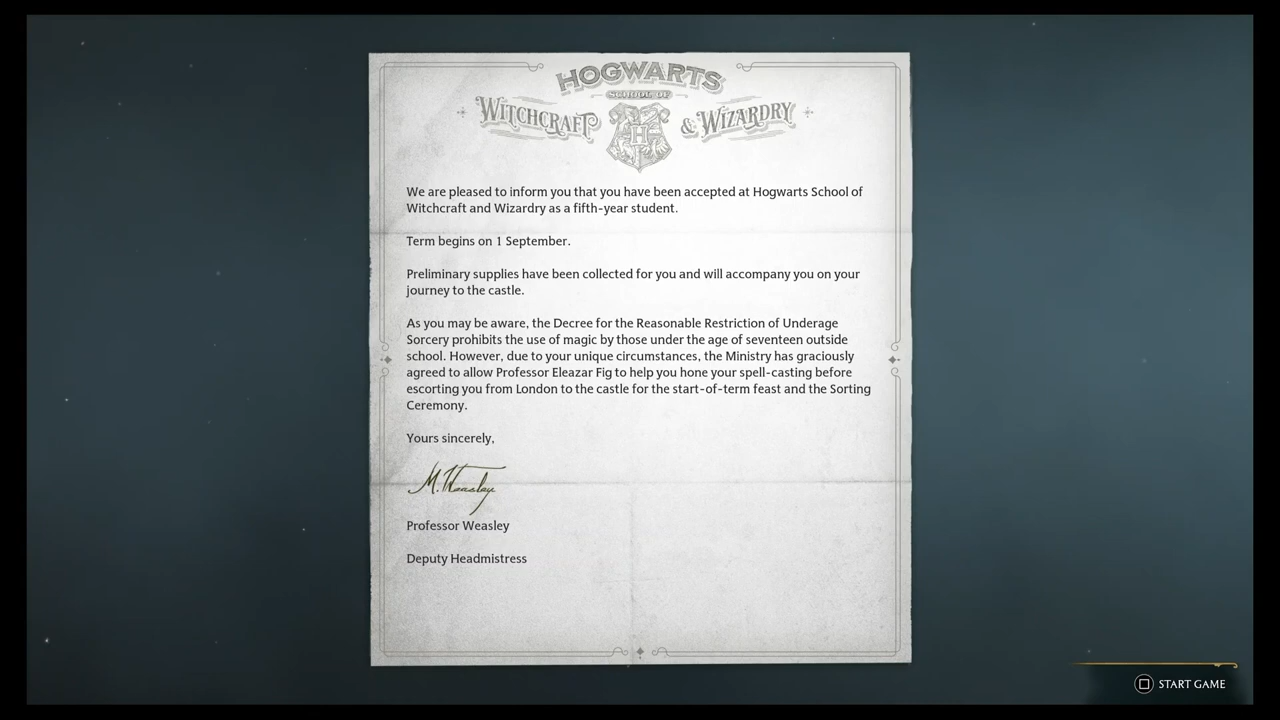 HOGWARTS
SCHOOL OF
WITCHCRAFT & WIZARDRY
H
We are pleased to inform you that you have been accepted at Hogwarts School of
Witchcraft and Wizardry as a fifth-year student.
Term begins on 1 September.
Preliminary supplies have been collected for you and will accompany you on your
journey to the castle.
As you may be aware, the Decree for the Reasonable Restriction of Underage
Sorcery prohibits the use of magic by those under the age of seventeen outside
school. However, due to your unique circumstances, the Ministry has graciously
agreed to allow Professor Eleazar Fig to help you hone your spell-casting before
escorting you from London to the castle for the start-of-term feast and the Sorting
Ceremony.
Yours sincerely,
M. Weasley
Professor Weasley
Deputy Headmistress
START GAME